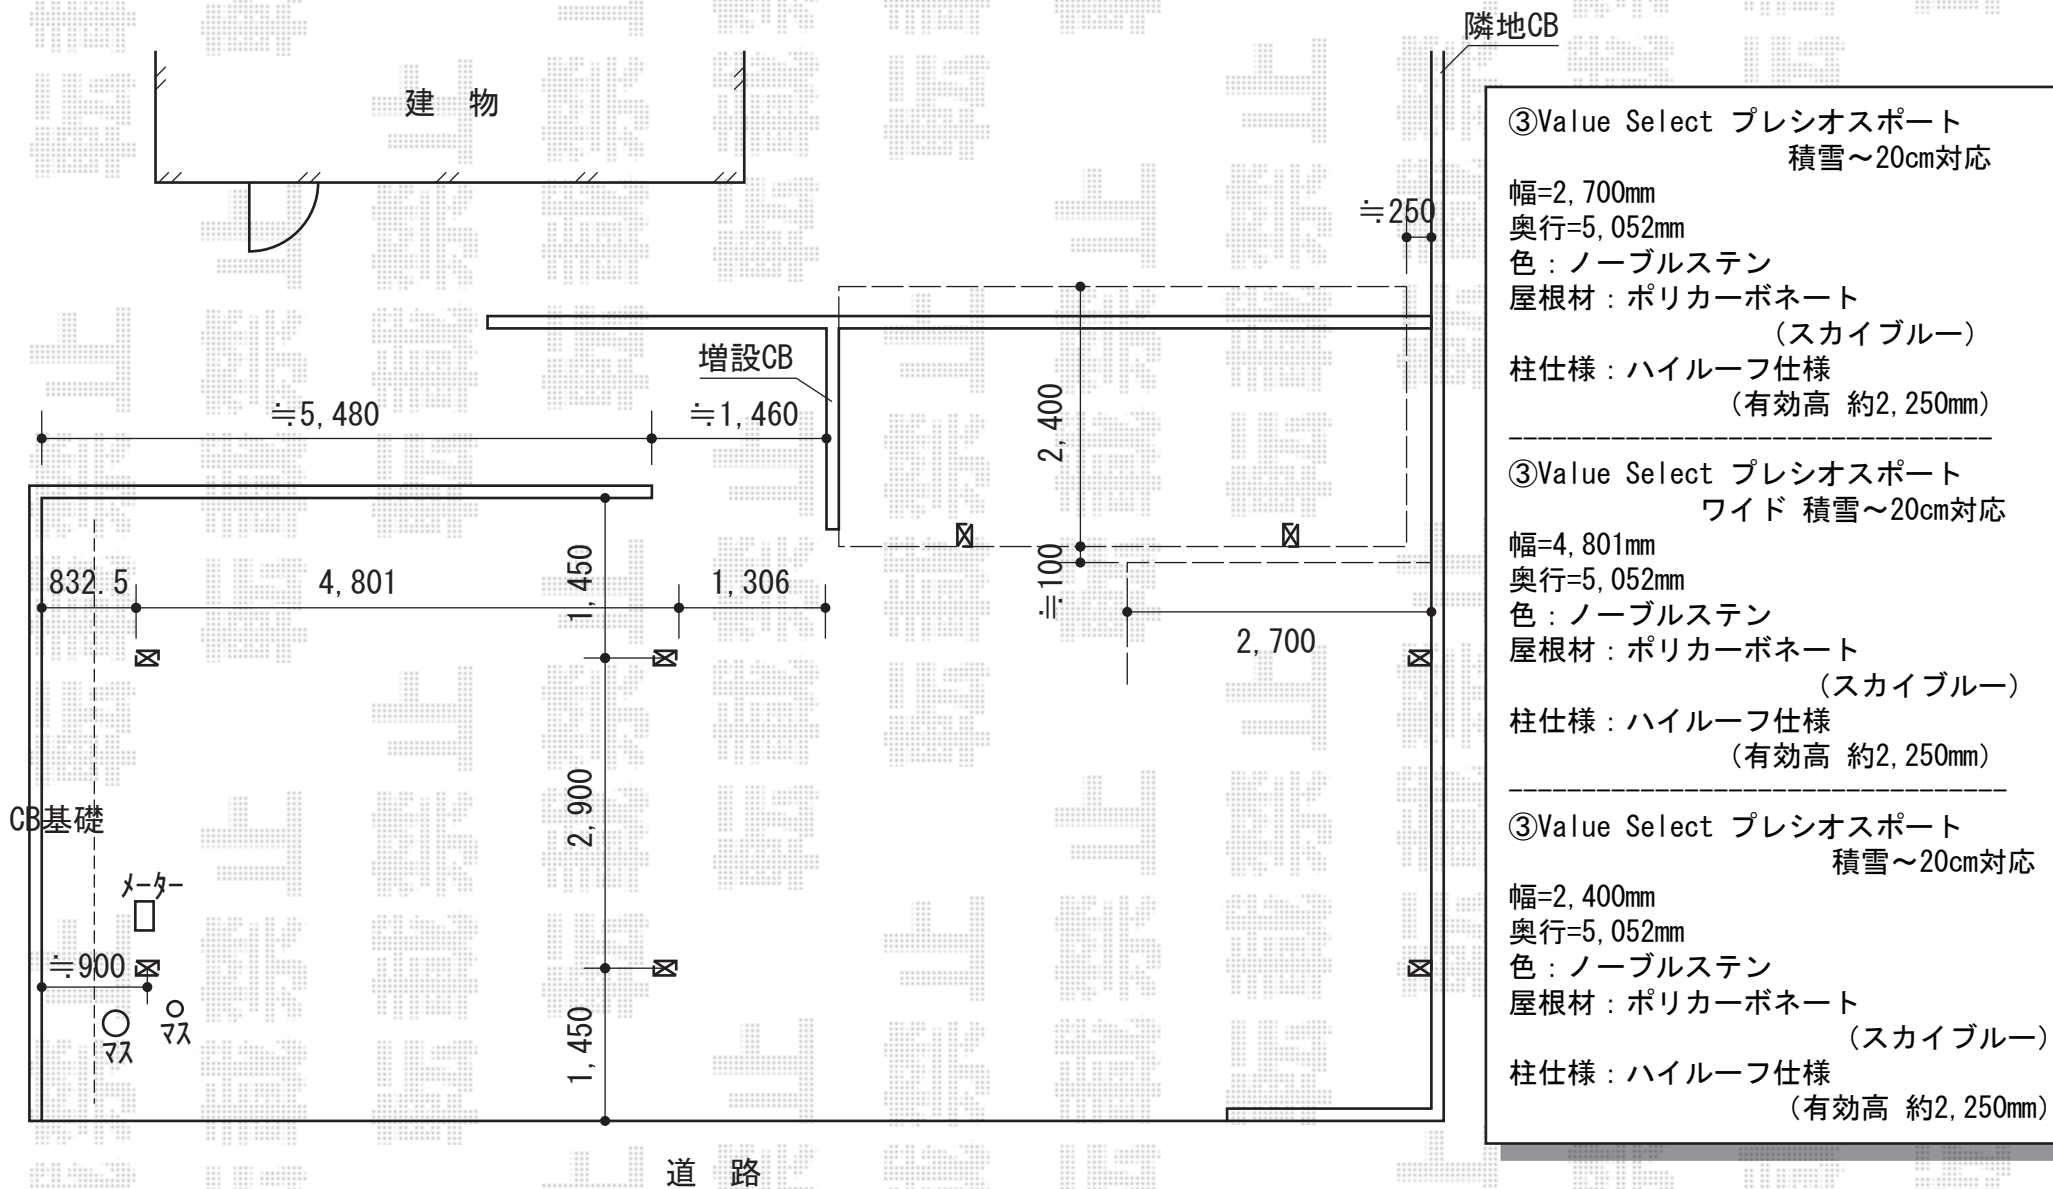 隣地CB
建 物
≒250
増設CB
≒5,480
≒1,460
2,400
832.5
4,801
1,450
1,306
≒100
2,700
2,900
CB基礎
メーター
≒900
マス
マス
1,450
道 路
③Value Select プレシオスポート
積雪～20cm対応
幅=2,700mm
奥行=5,052mm
色：ノーブルステン
屋根材：ポリカーボネート
（スカイブルー）
柱仕様：ハイルーフ仕様
（有効高 約2,250mm）
③Value Select プレシオスポート
ワイド 積雪～20cm対応
幅=4,801mm
奥行=5,052mm
色：ノーブルステン
屋根材：ポリカーボネート
（スカイブルー）
柱仕様：ハイルーフ仕様
（有効高 約2,250mm）
③Value Select プレシオスポート
積雪～20cm対応
幅=2,400mm
奥行=5,052mm
色：ノーブルステン
屋根材：ポリカーボネート
（スカイブルー）
柱仕様：ハイルーフ仕様
（有効高 約2,250mm）